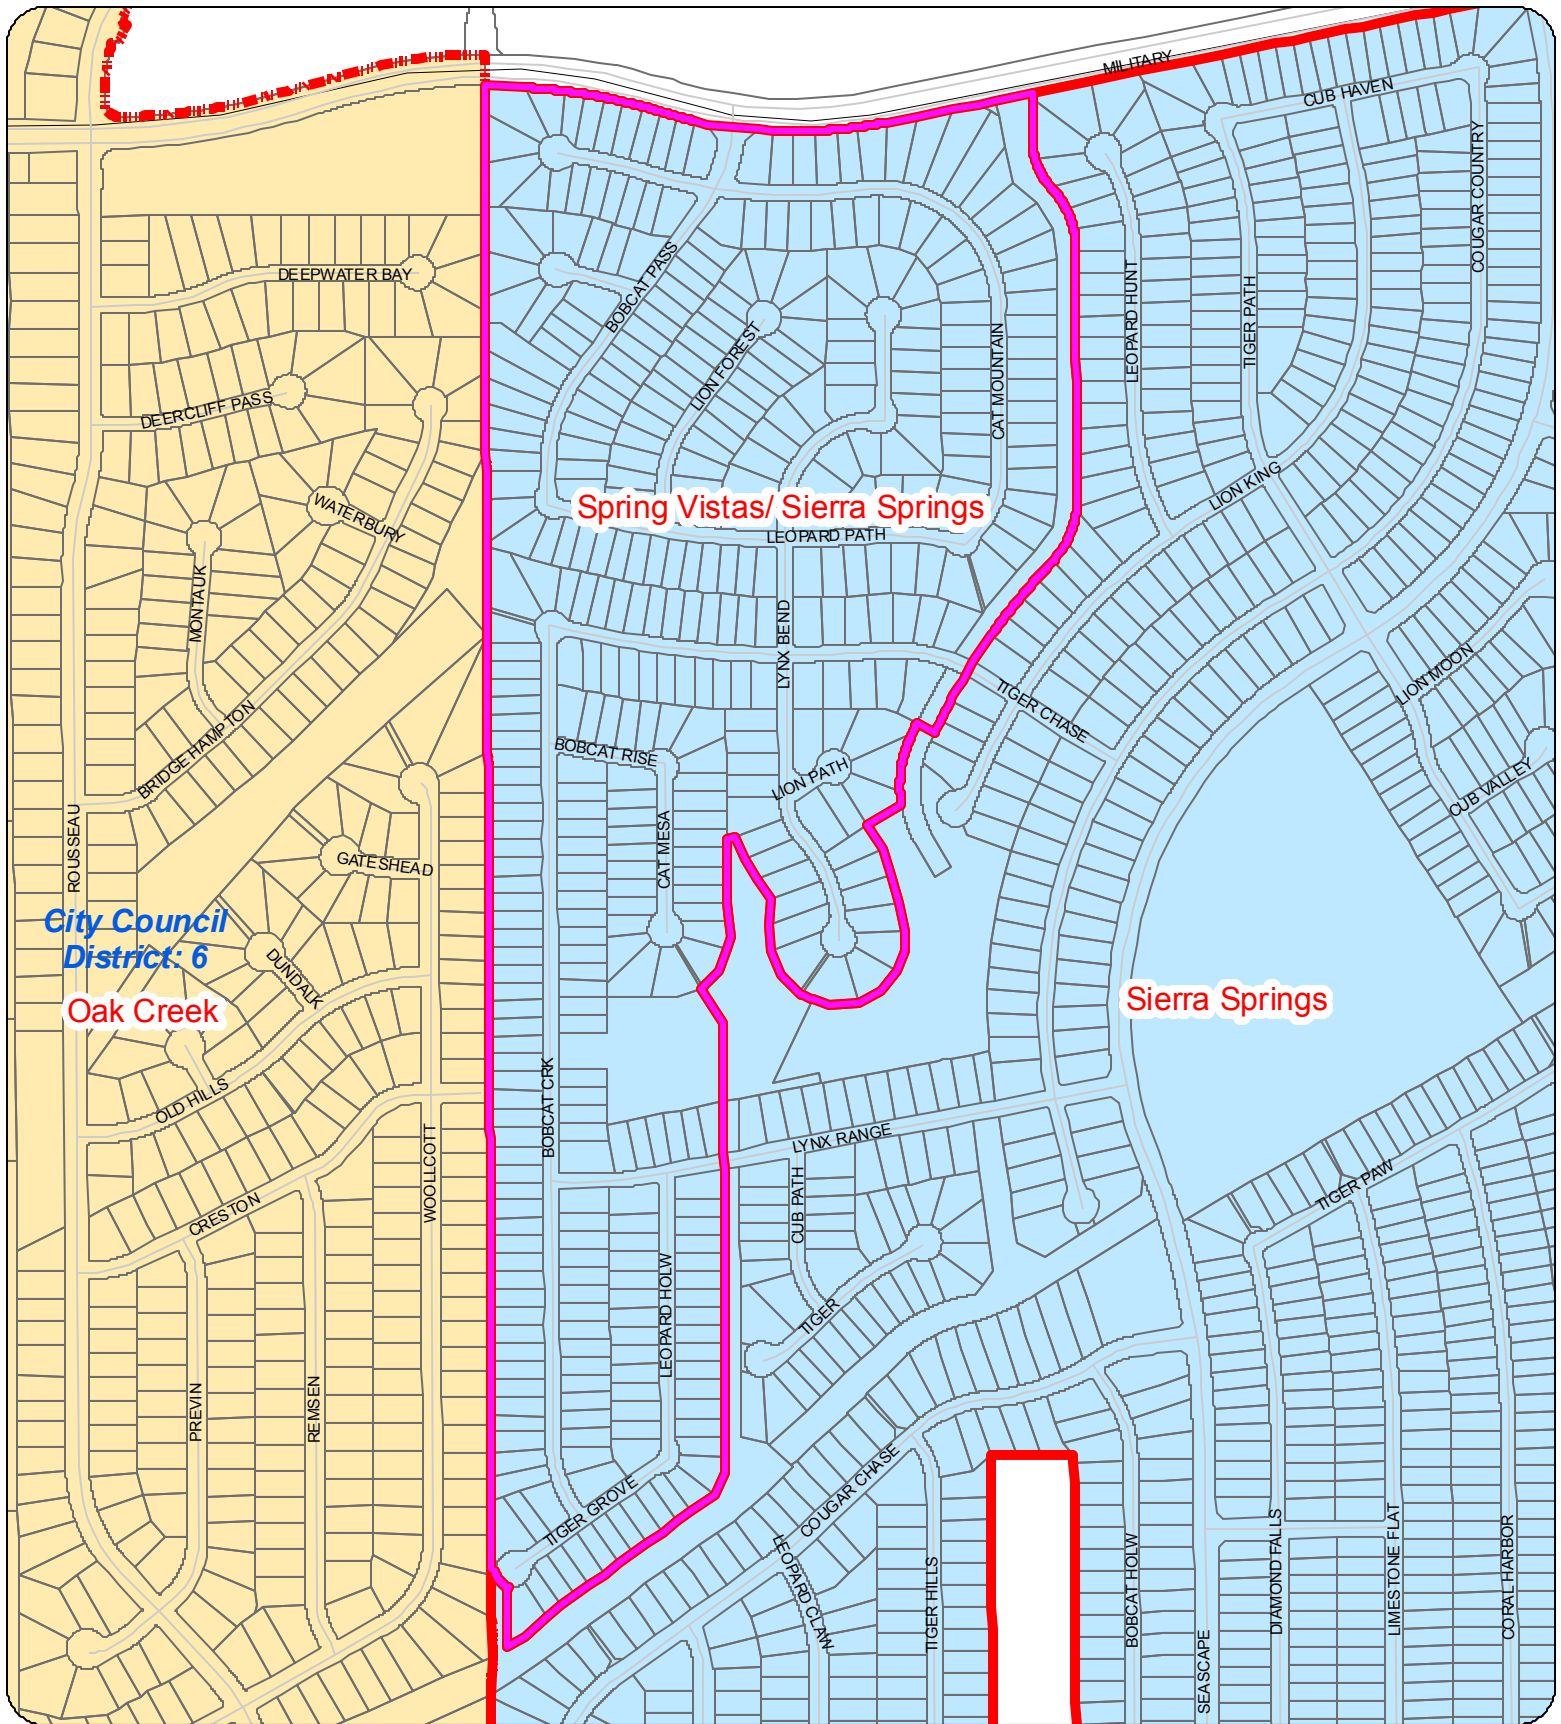 MILITARY
CUB HAVEN
COUGAR COUNTRY
DEEPWATER BAY
BOBCAT PASS
LEOPARD HUNT
TIGER PATH
LION FOREST
CAT MOUNTAIN
DEERCLIFF PASS
LION KING
WATERBURY
Spring Vistas/ Sierra Springs
LEOPARD PATH
MONTAUK
LYNX BEND
LION MOON
TIGER CHASE
BRIDGE HAMPTON
BOBCAT RISE
LION PATH
CUB VALLEY
ROUSSEAU
CAT MESA
GATESHEAD
City Council
District: 6
DUNDALK
Oak Creek
Sierra Springs
OLD HILLS
BOBCAT CRK
LYNX RANGE
WOOLLCOTT
CUB PATH
TIGER PAW
CRESTON
LEOPARD HOLW
TIGER
PREVIN
REMSEN
COUGAR CHASE
TIGER GROVE
LEOPARD CLAW
TIGER HILLS
BOBCAT HOLW
DIAMOND FALLS
LIMESTONE FLAT
CORAL HARBOR
SEASCAPE